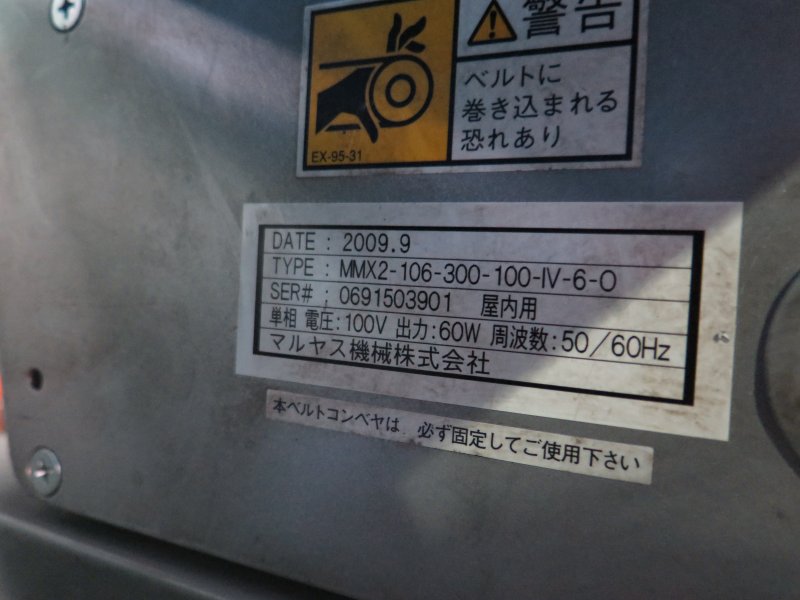 警告
ベルトに
巻き込まれる
恐れあり
EX-95-31
DATE : 2009.9
TYPE : MMX2-106-300-100-IV-6-O
SER# : 0691503901 屋内用
単相 電圧:100V 出力:60W 周波数:50/60Hz
マルヤス機械株式会社
本ベルトコンベヤは 必ず固定してご使用下さい